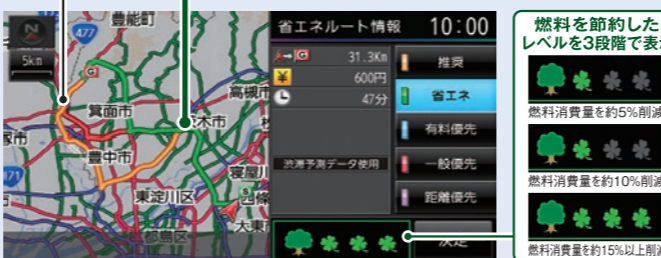 豊能町
477
N
5km
G
箕面市
高槻市
木市
豊中市
171
東淀川区
寝屋川
四條
大東
都島区
省エネルート情報 10:00
G 31.3Km
¥ 600円
47分
渋滞予測データ使用
推奨
省エネ
有料優先
一般優先
距離優先
決定
燃料を節約した
レベルを3段階で表
燃料消費量を約5%削減
燃料消費量を約10%削減
燃料消費量を約15%以上削